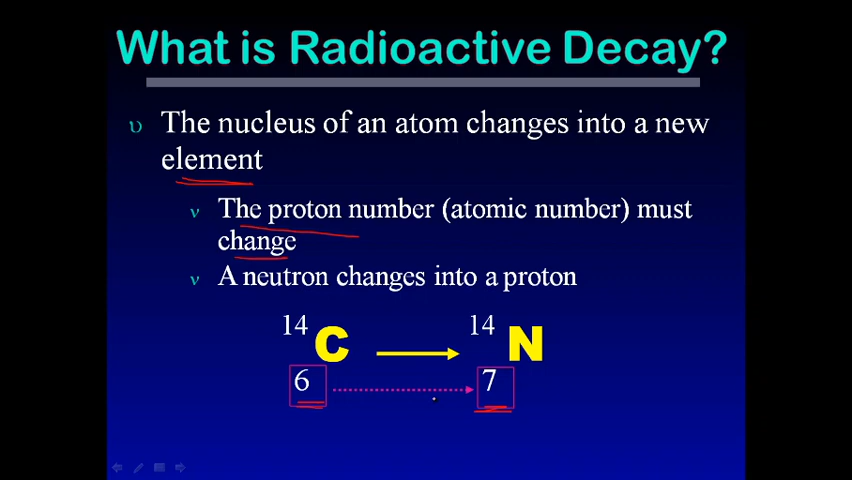 What is Radioactive Decay?
υ The nucleus of an atom changes into a new
element
ν The proton number (atomic number) must
change
ν A neutron changes into a proton
14 C 14 N
6 7